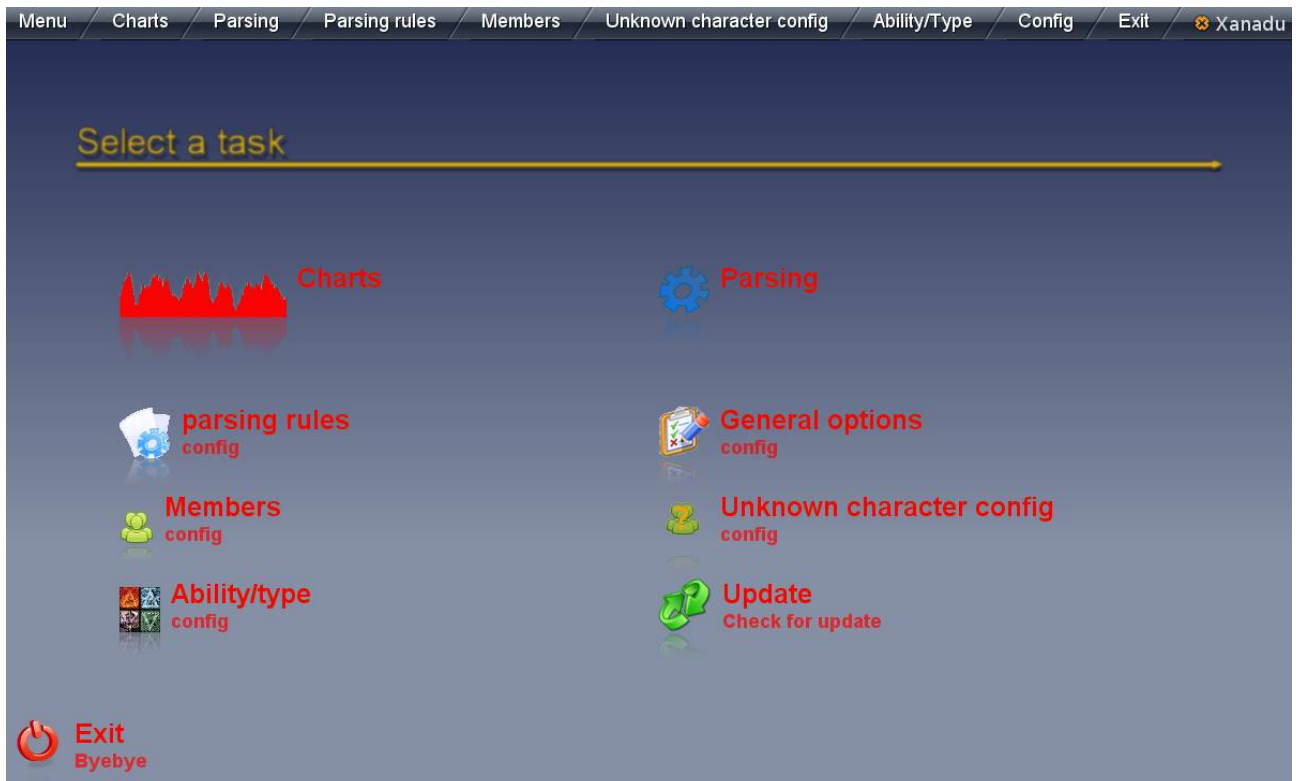 Menu Charts Parsing Parsing rules Members Unknown character config Ability/Type Config Exit Xanadu
Select a task
Charts
Parsing
parsing rules
config
General options
config
Members
config
Unknown character config
config
Ability/type
config
Update
Check for update
Exit
Byebye